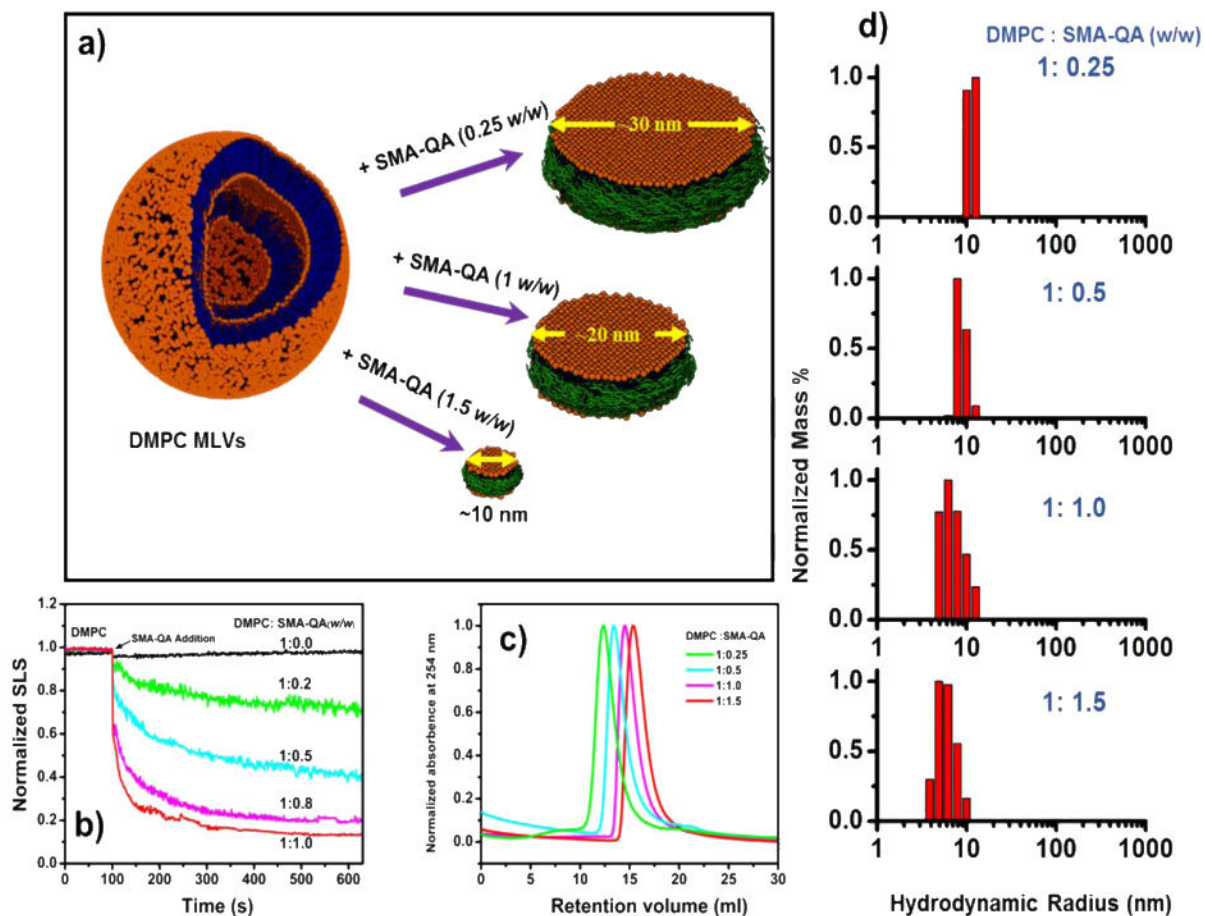 a)
+ SMA-QA (0.25 w/w)
~30 nm
+ SMA-QA (1 w/w)
~20 nm
+ SMA-QA (1.5 w/w)
DMPC MLVs
~10 nm
b)
Normalized SLS
1.2
1.0
0.8
0.6
0.4
0.2
0.0
DMPC
SMA-QA Addition
DMPC: SMA-QA(w/w)
1:0.0
1:0.2
1:0.5
1:0.8
1:1.0
0 100 200 300 400 500 600
Time (s)
c)
Normalized absorbence at 254 nm
1.0
0.8
0.6
0.4
0.2
0.0
DMPC :SMA-QA
1:0.25
1:0.5
1:1.0
1:1.5
0 5 10 15 20 25 30
Retention volume (ml)
d)
DMPC : SMA-QA (w/w)
Normalized Mass %
1: 0.25
1.0
0.5
0.0
1 10 100 1000
1: 0.5
1.0
0.5
0.0
1 10 100 1000
1: 1.0
1.0
0.5
0.0
1 10 100 1000
1: 1.5
1.0
0.5
0.0
1 10 100 1000
Hydrodynamic Radius (nm)